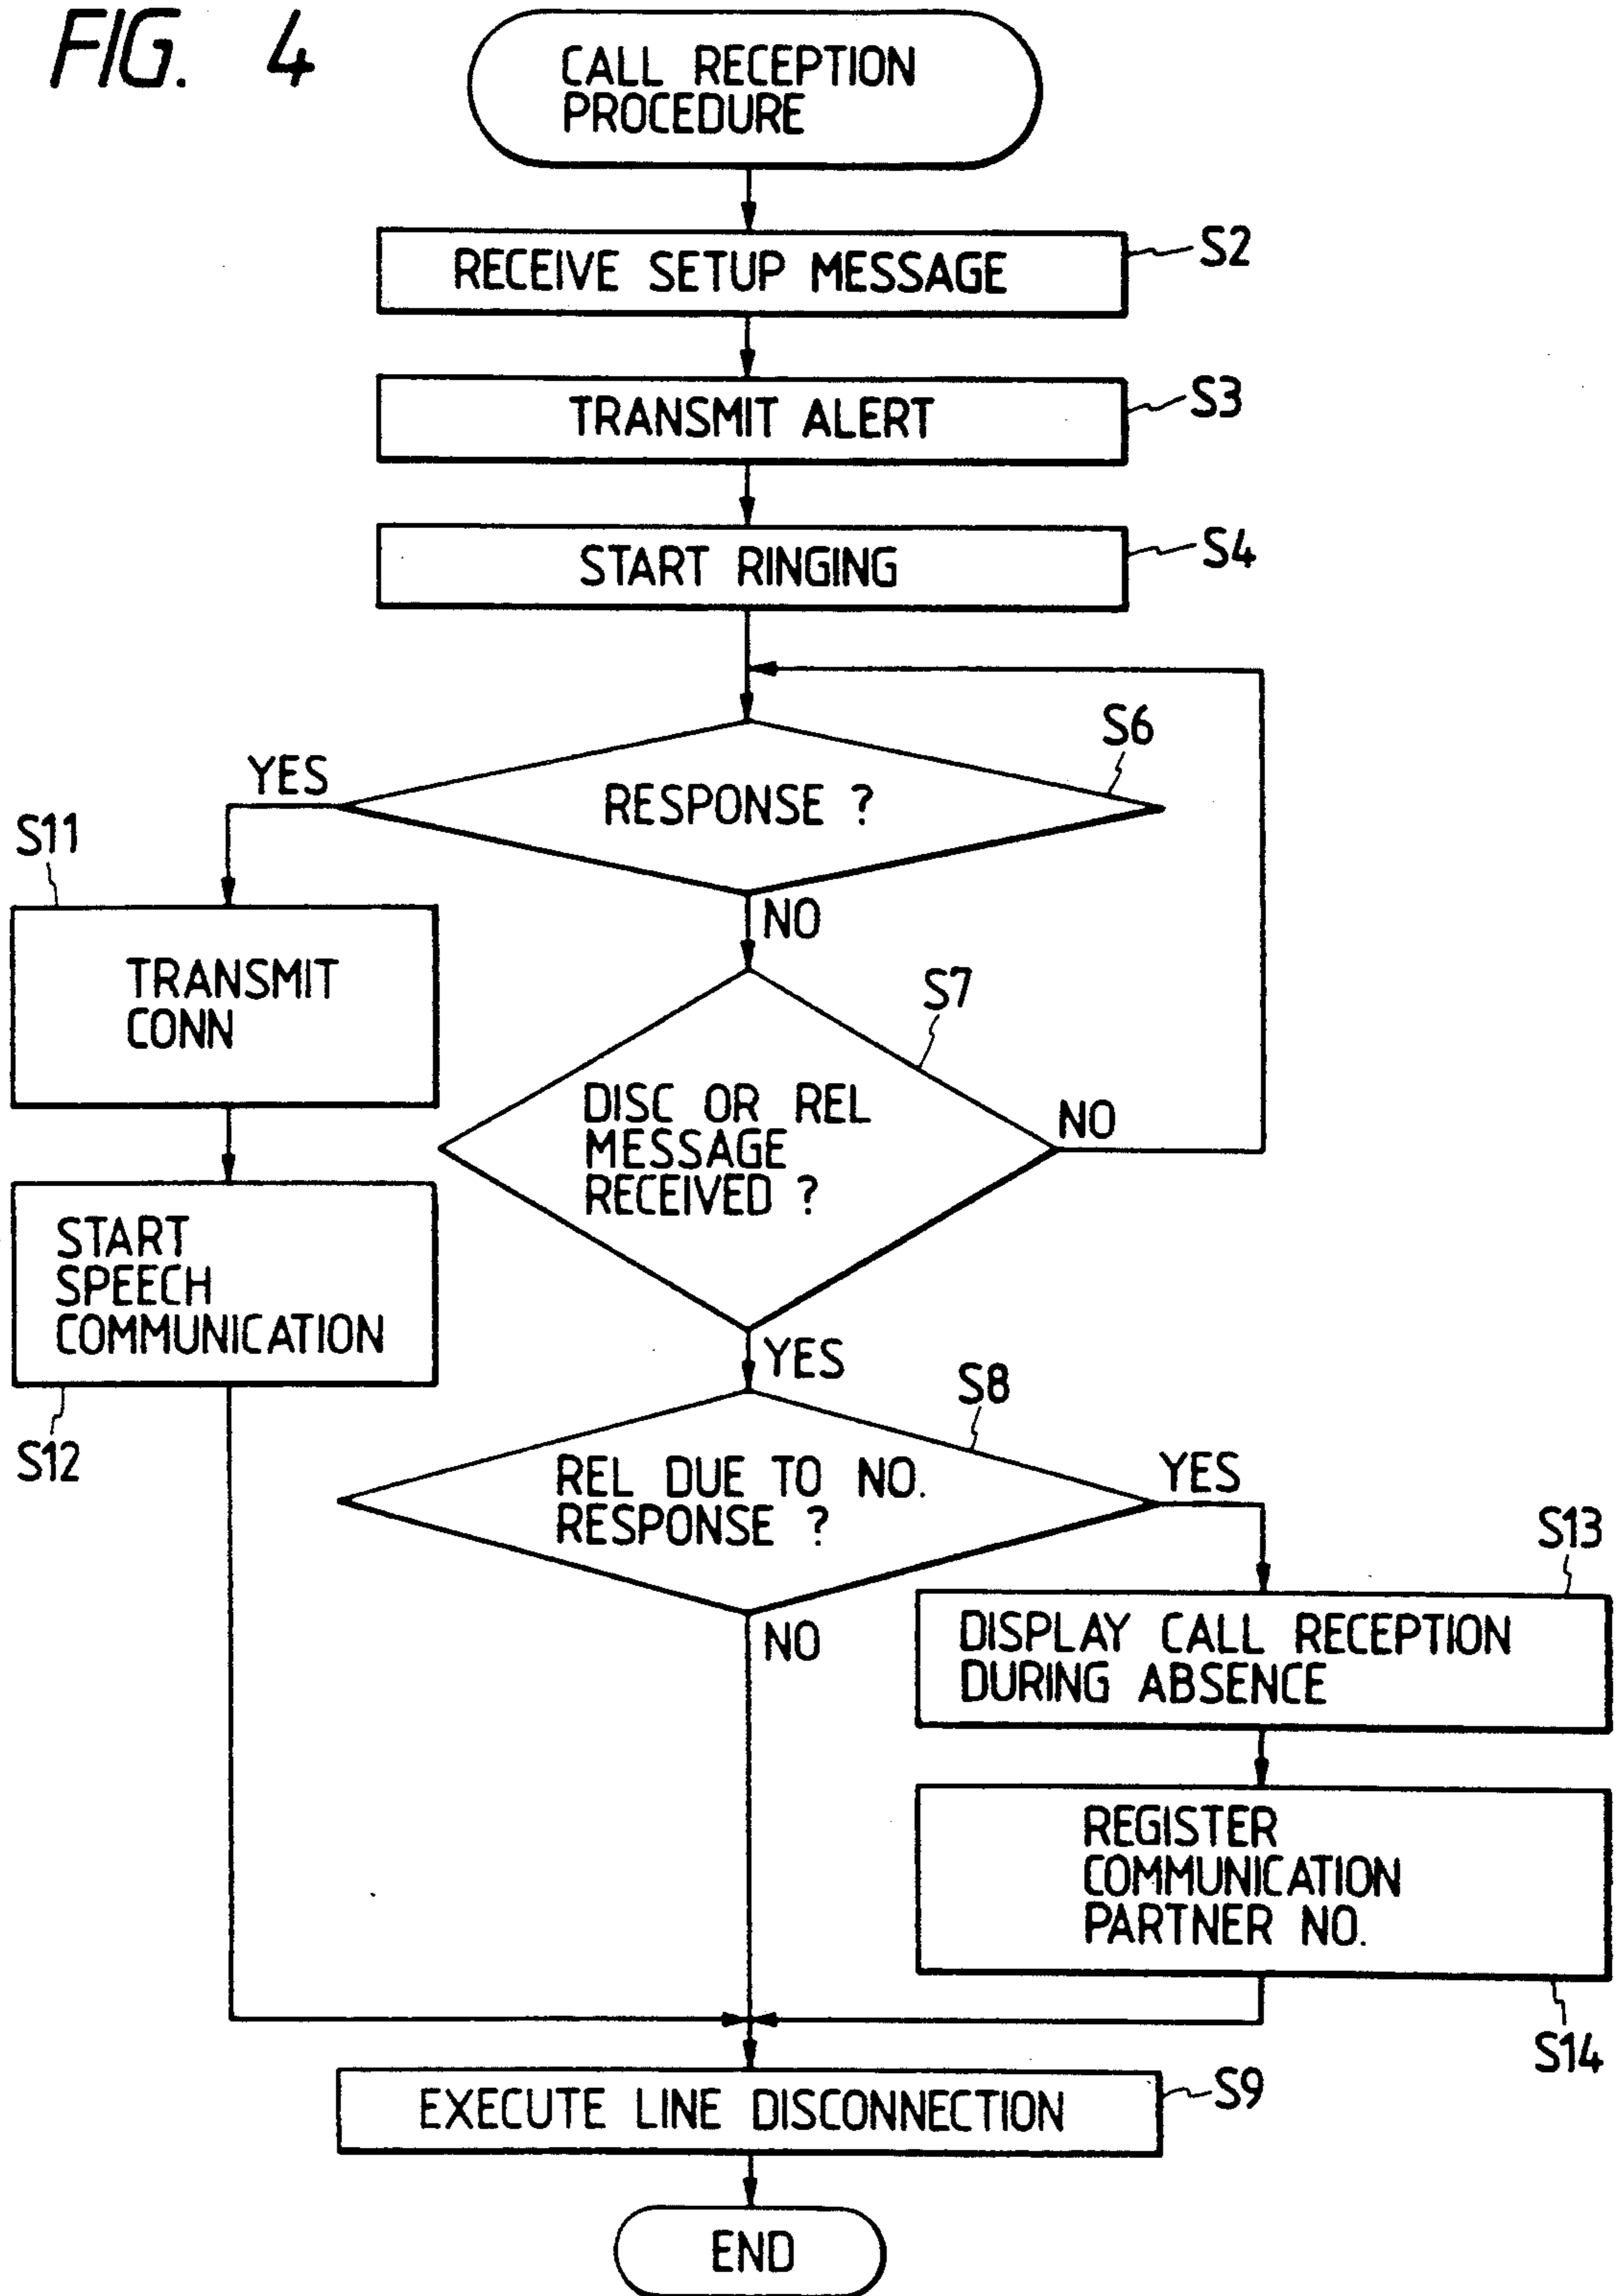 FIG. 4
CALL RECEPTION
PROCEDURE
RECEIVE SETUP MESSAGE
S2
TRANSMIT ALERT
S3
START RINGING
S4
S6
YES
RESPONSE ?
S11
NO
TRANSMIT
CONN
S7
DISC OR REL
MESSAGE
RECEIVED ?
NO
START
SPEECH
COMMUNICATION
S12
YES
S8
REL DUE TO NO.
RESPONSE ?
YES
S13
NO
DISPLAY CALL RECEPTION
DURING ABSENCE
REGISTER
COMMUNICATION
PARTNER NO.
S14
EXECUTE LINE DISCONNECTION
S9
END